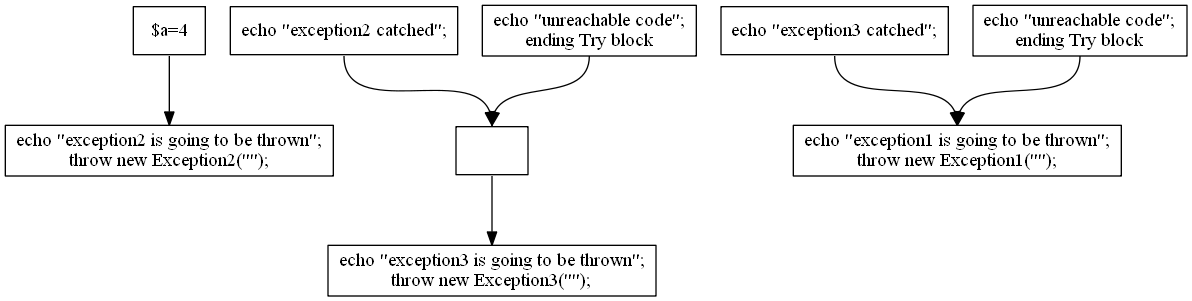 $a=4
echo "exception2 catched";
echo "unreachable code";
ending Try block
echo "exception3 catched";
echo "unreachable code";
ending Try block
echo "exception2 is going to be thrown";
throw new Exception2("");
echo "exception1 is going to be thrown";
throw new Exception1("");
echo "exception3 is going to be thrown";
throw new Exception3("");